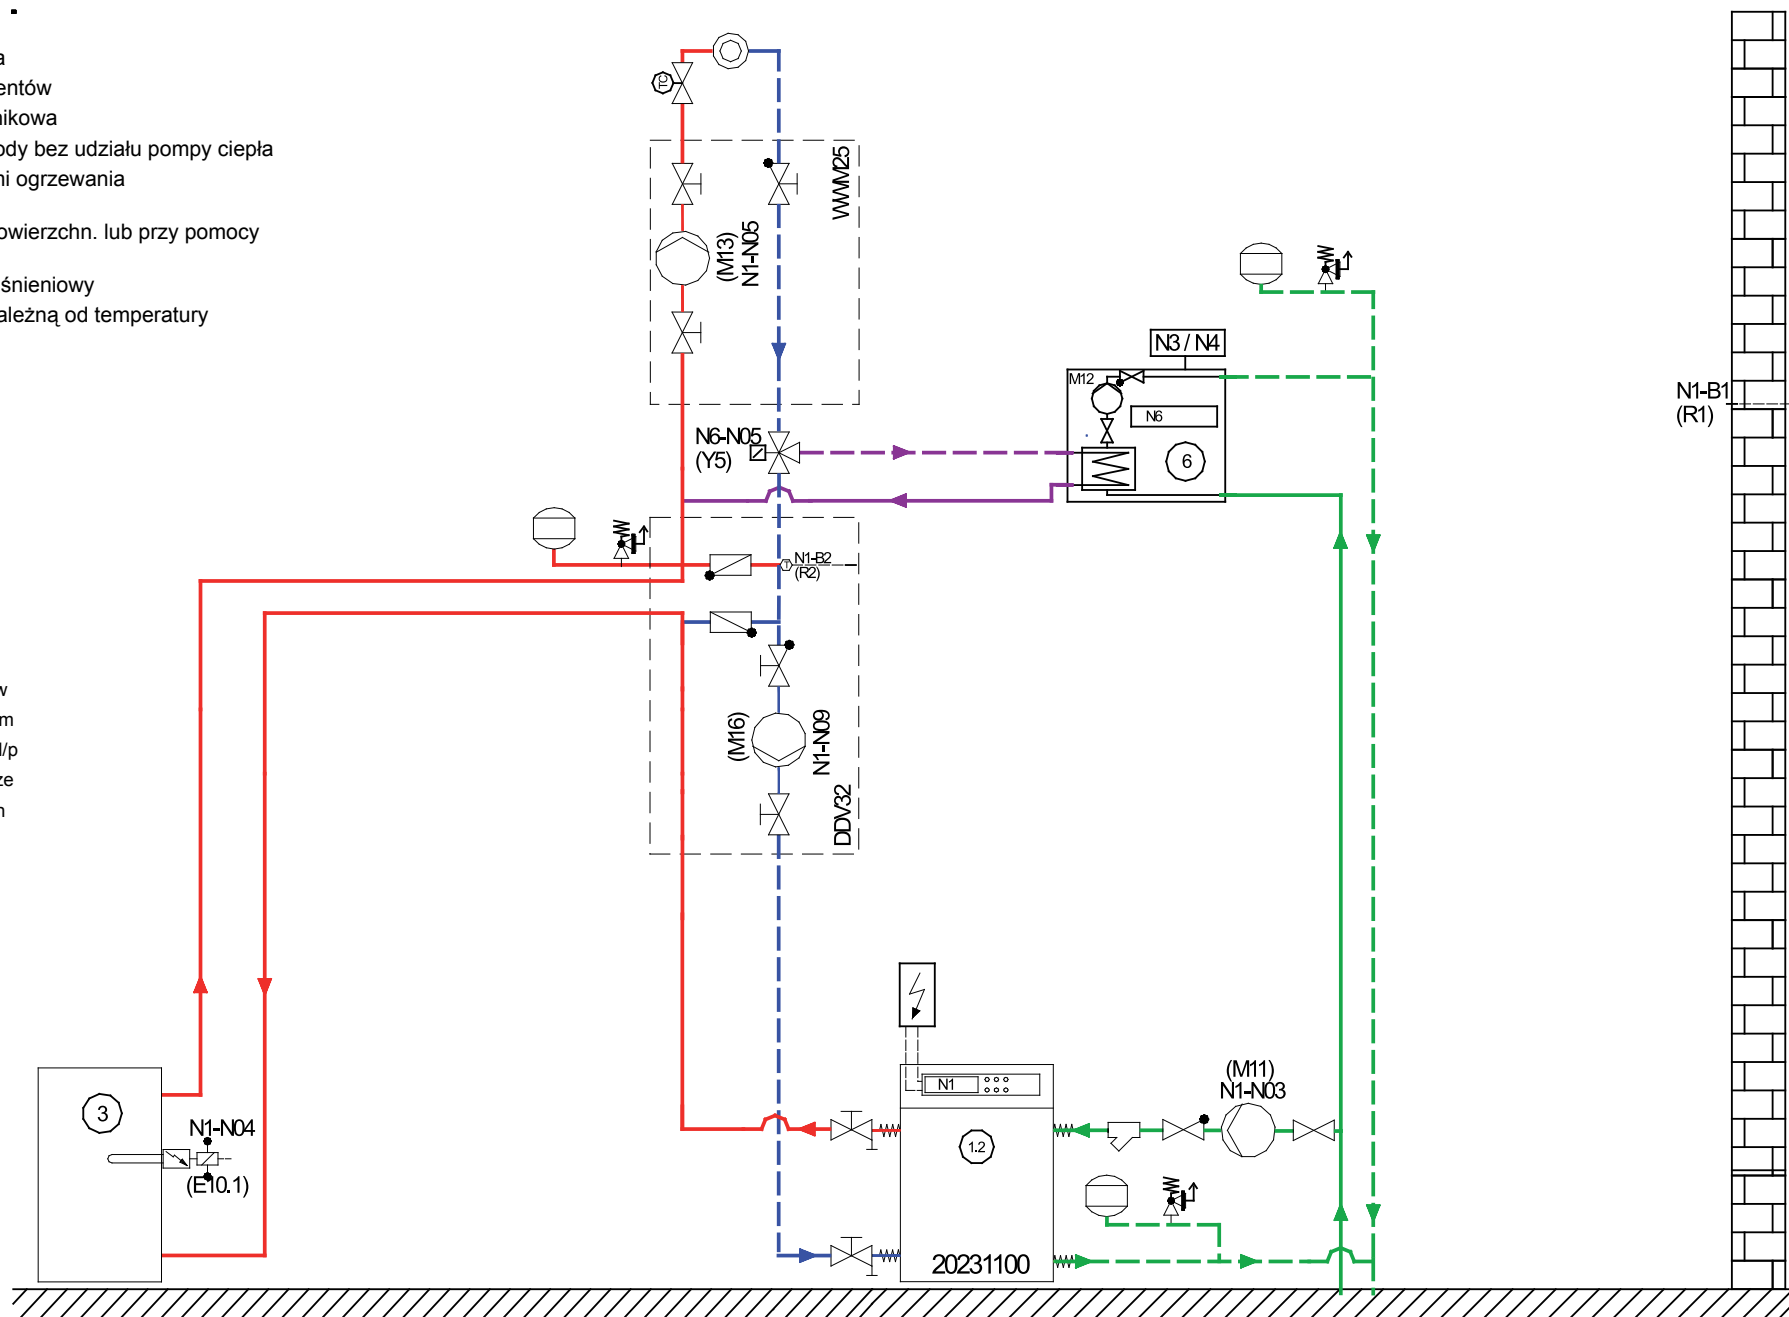 a
entów
nikowa
ody bez udziału pompy ciepła
ni ogrzewania
owierzchn. lub przy pomocy
śnieniowy
ależną od temperatury
TC
WWM25
(M13)
N1-N05
N3 / N4
M12
N6
6
N1-B1
(R1)
N6-N05
(Y5)
T
N1-B2
(R2)
w
m
l/p
ze
n
(M16)
N1-N09
DDV32
N1
(M11)
N1-N03
3
N1-N04
(E10.1)
1.2
20231100